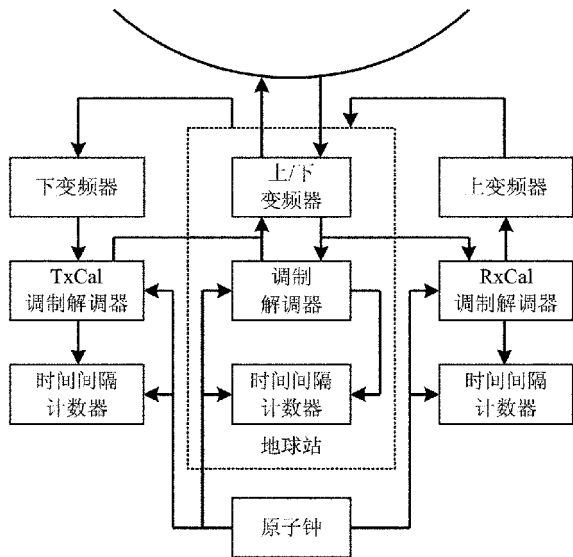 下变频器
上/下
变频器
上变频器
TxCal
调制解调器
调制
解调器
RxCal
调制解调器
时间间隔
计数器
时间间隔
计数器
时间间隔
计数器
地球站
原子钟